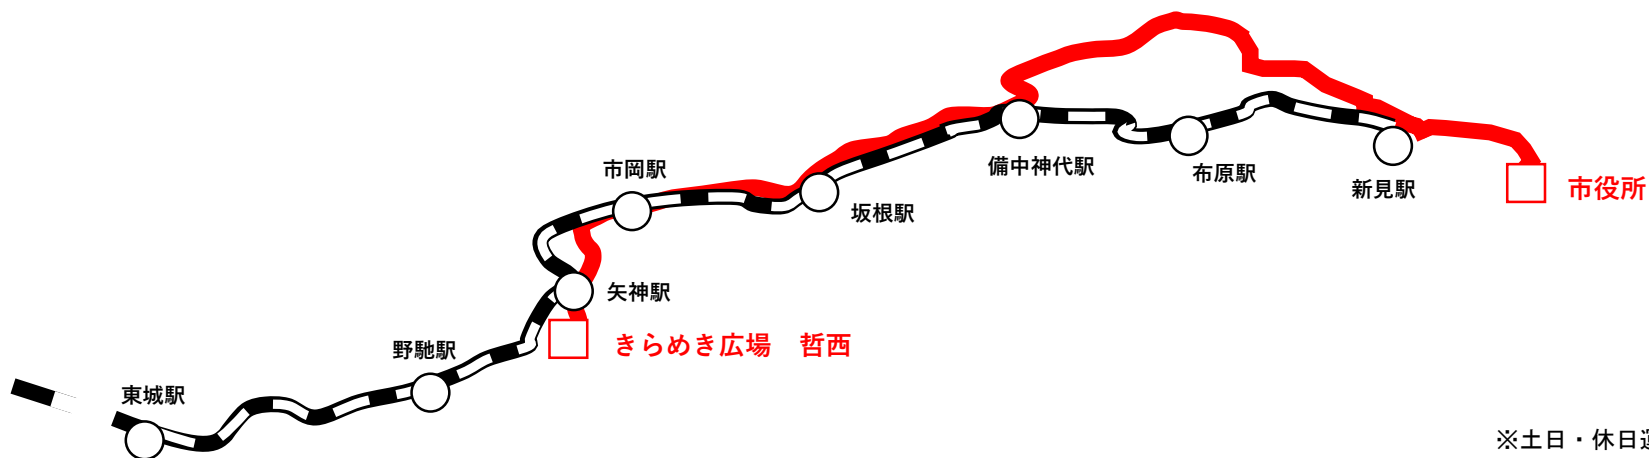 市岡駅
備中神代駅
布原駅
新見駅
市役所
坂根駅
矢神駅
きらめき広場　哲西
野馳駅
東城駅
※土日・休日運